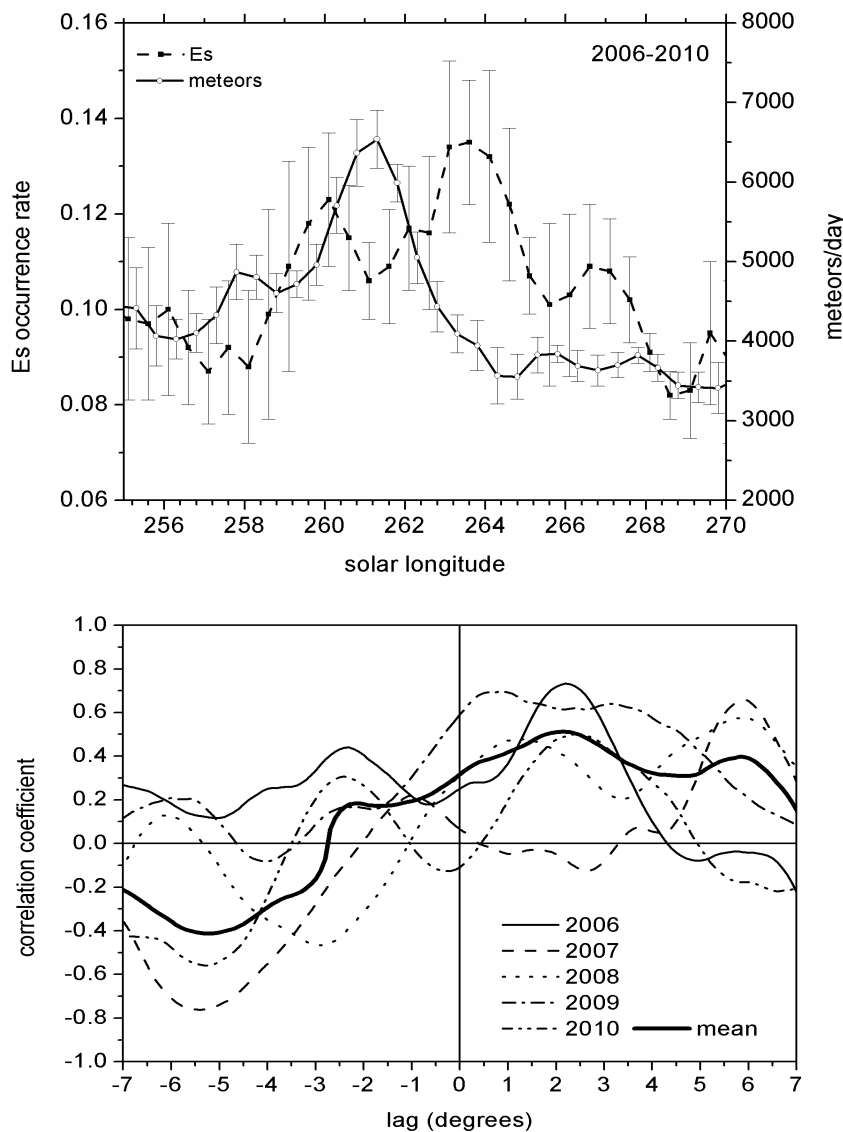 0.16
8000
Es
meteors
2006-2010
7000
0.14
6000
0.12
5000
0.10
4000
0.08
3000
0.06
2000
Es occurrence rate
meteors/day
256 258 260 262 264 266 268 270
solar longitude
1.0
0.8
0.6
0.4
0.2
0.0
-0.2
-0.4
-0.6
-0.8
-1.0
correlation coefficient
2006
2007
2008
2009
2010 mean
-7 -6 -5 -4 -3 -2 -1 0 1 2 3 4 5 6 7
lag (degrees)